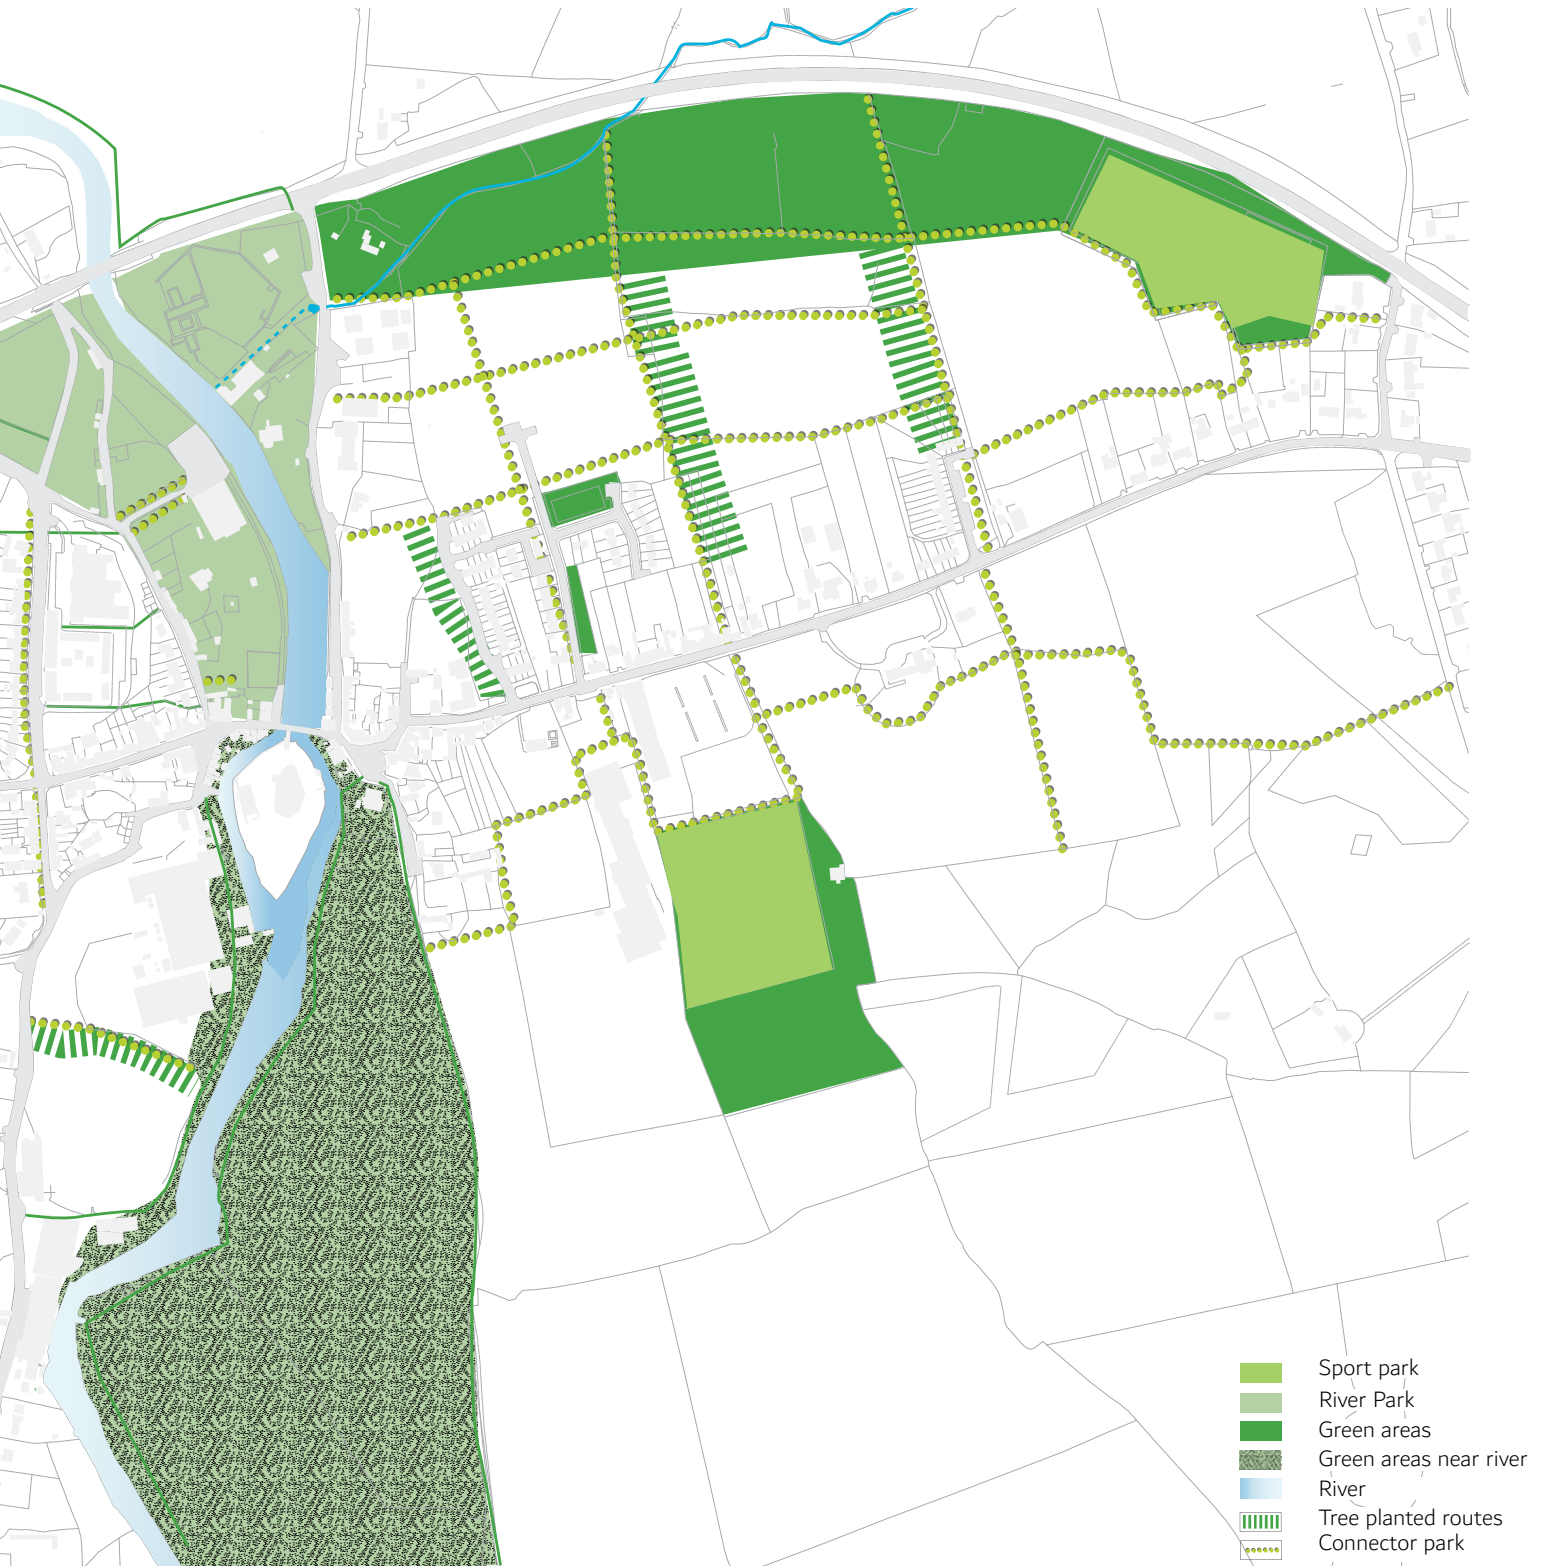 Sport park
River Park
Green areas
Green areas near river
River
Tree planted routes
Connector park